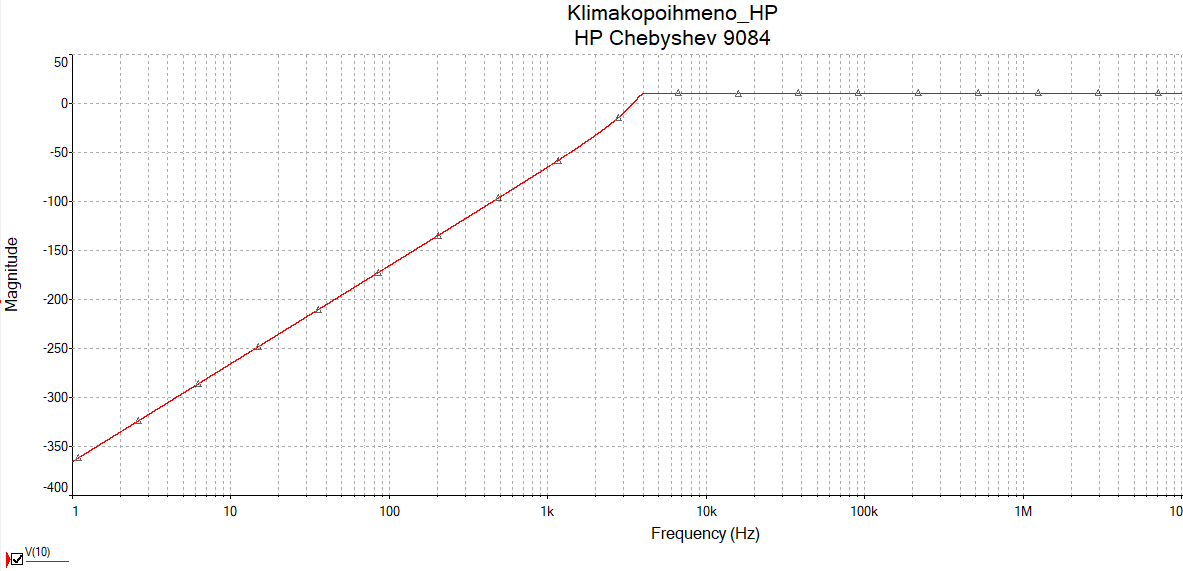 Klimakopoihmeno_HP
HP Chebyshev 9084
Magnitude
50
0
-50
-100
-150
-200
-250
-300
-350
-400
1 10 100 1k 10k 100k 1M 10
Frequency (Hz)
V(10)